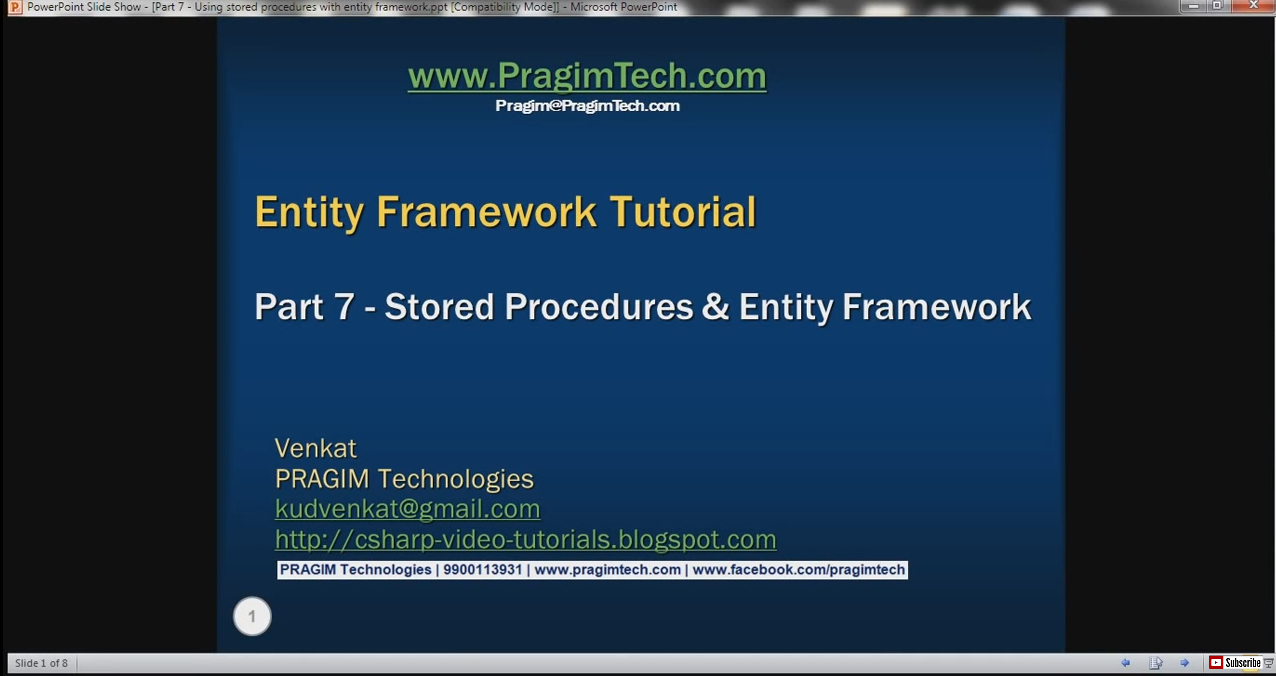 PowerPoint Slide Show - [Part 7 - Using stored procedures with entity framework.ppt [Compatibility Mode]] - Microsoft PowerPoint
www.PragimTech.com
Pragim@PragimTech.com
Entity Framework Tutorial
Part 7 - Stored Procedures & Entity Framework
Venkat
PRAGIM Technologies
kudvenkat@gmail.com
http://csharp-video-tutorials.blogspot.com
PRAGIM Technologies | 9900113931 | www.pragimtech.com | www.facebook.com/pragimtech
1
Slide 1 of 8
Subscribe